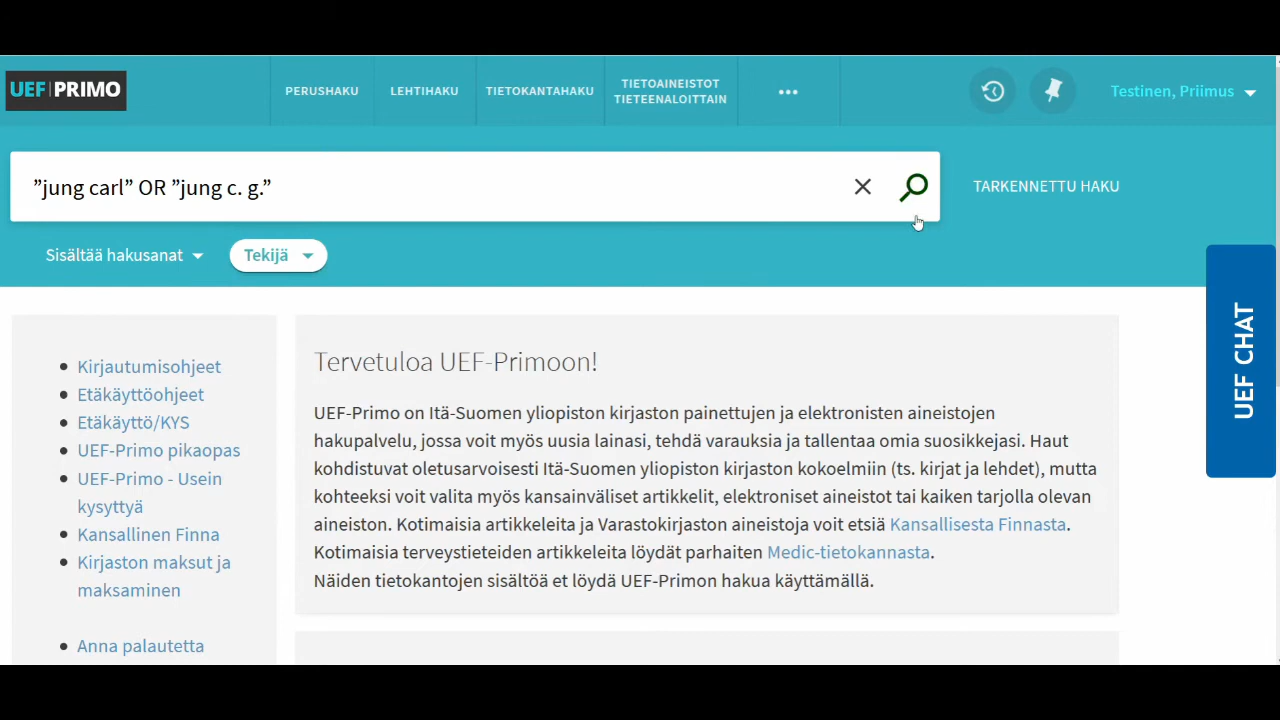 UEF PRIMO
PERUSHAKU
LEHTIHAKU
TIETOKANTAHAKU
TIETOAINEISTOT
TIETEENALOITTAIN
Testinen, Priimus
”jung carl” OR ”jung c. g.”
TARKENNETTU HAKU
Sisältää hakusanat
Tekijä
UEF CHAT
Kirjautumisohjeet
Etäkäyttöohjeet
Etäkäyttö/KYS
UEF-Primo pikaopas
UEF-Primo - Usein
kysyttyä
Kansallinen Finna
Kirjaston maksut ja
maksaminen
Anna palautetta
Tervetuloa UEF-Primoon!
UEF-Primo on Itä-Suomen yliopiston kirjaston painettujen ja elektronisten aineistojen
hakupalvelu, jossa voit myös uusia lainasi, tehdä varauksia ja tallentaa omia suosikkejasi. Haut
kohdistuvat oletusarvoisesti Itä-Suomen yliopiston kirjaston kokoelmiin (ts. kirjat ja lehdet), mutta
kohteeksi voit valita myös kansainväliset artikkelit, elektroniset aineistot tai kaiken tarjolla olevan
aineiston. Kotimaisia artikkeleita ja Varastokirjaston aineistoja voit etsiä Kansallisesta Finnasta.
Kotimaisia terveystieteiden artikkeleita löydät parhaiten Medic-tietokannasta.
Näiden tietokantojen sisältöä et löydä UEF-Primon hakua käyttämällä.